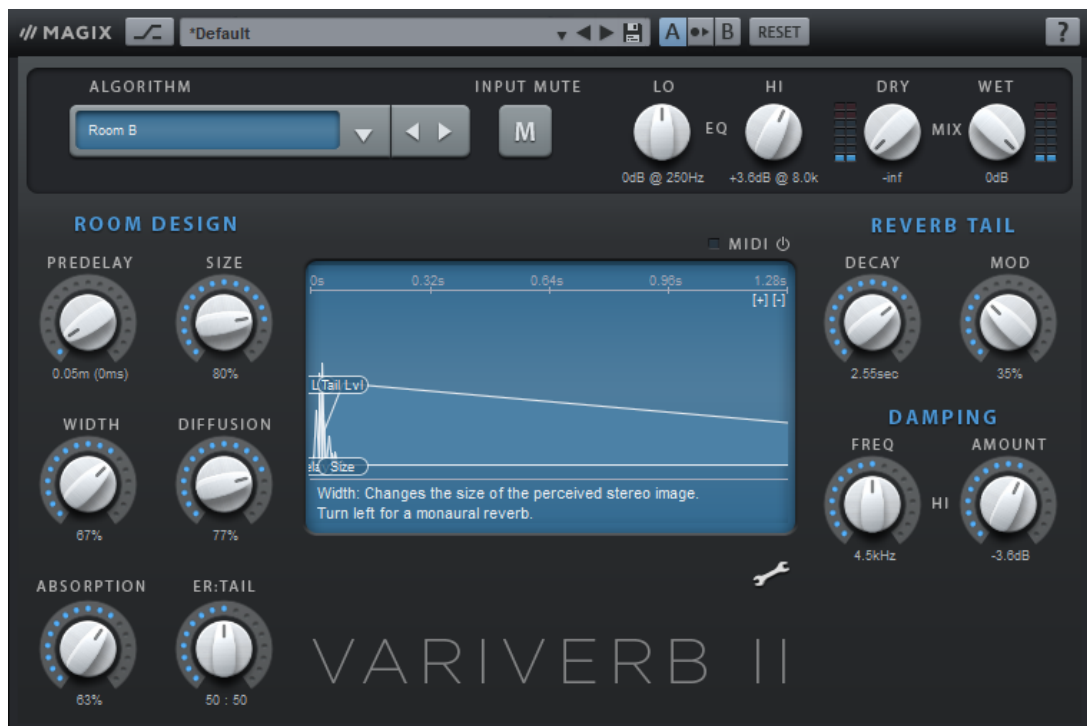 MAGIX *Default A B RESET ?
ALGORITHM INPUT MUTE LO HI DRY WET
Room B M EQ MIX
0dB @ 250Hz +3.6dB @ 8.0k -inf 0dB
ROOM DESIGN REVERB TAIL
MIDI
PREDELAY SIZE DECAY MOD
0s 0.32s 0.64s 0.96s 1.28s
[+] [-]
0.05m (0ms) 80% 2.55sec 35%
Tail Lvl
WIDTH DIFFUSION DAMPING
FREQ AMOUNT
Size
Width: Changes the size of the perceived stereo image.
HI
Turn left for a monaural reverb.
67% 77% 4.5kHz -3.6dB
ABSORPTION ER:TAIL
VARIVERB II
63% 50 : 50